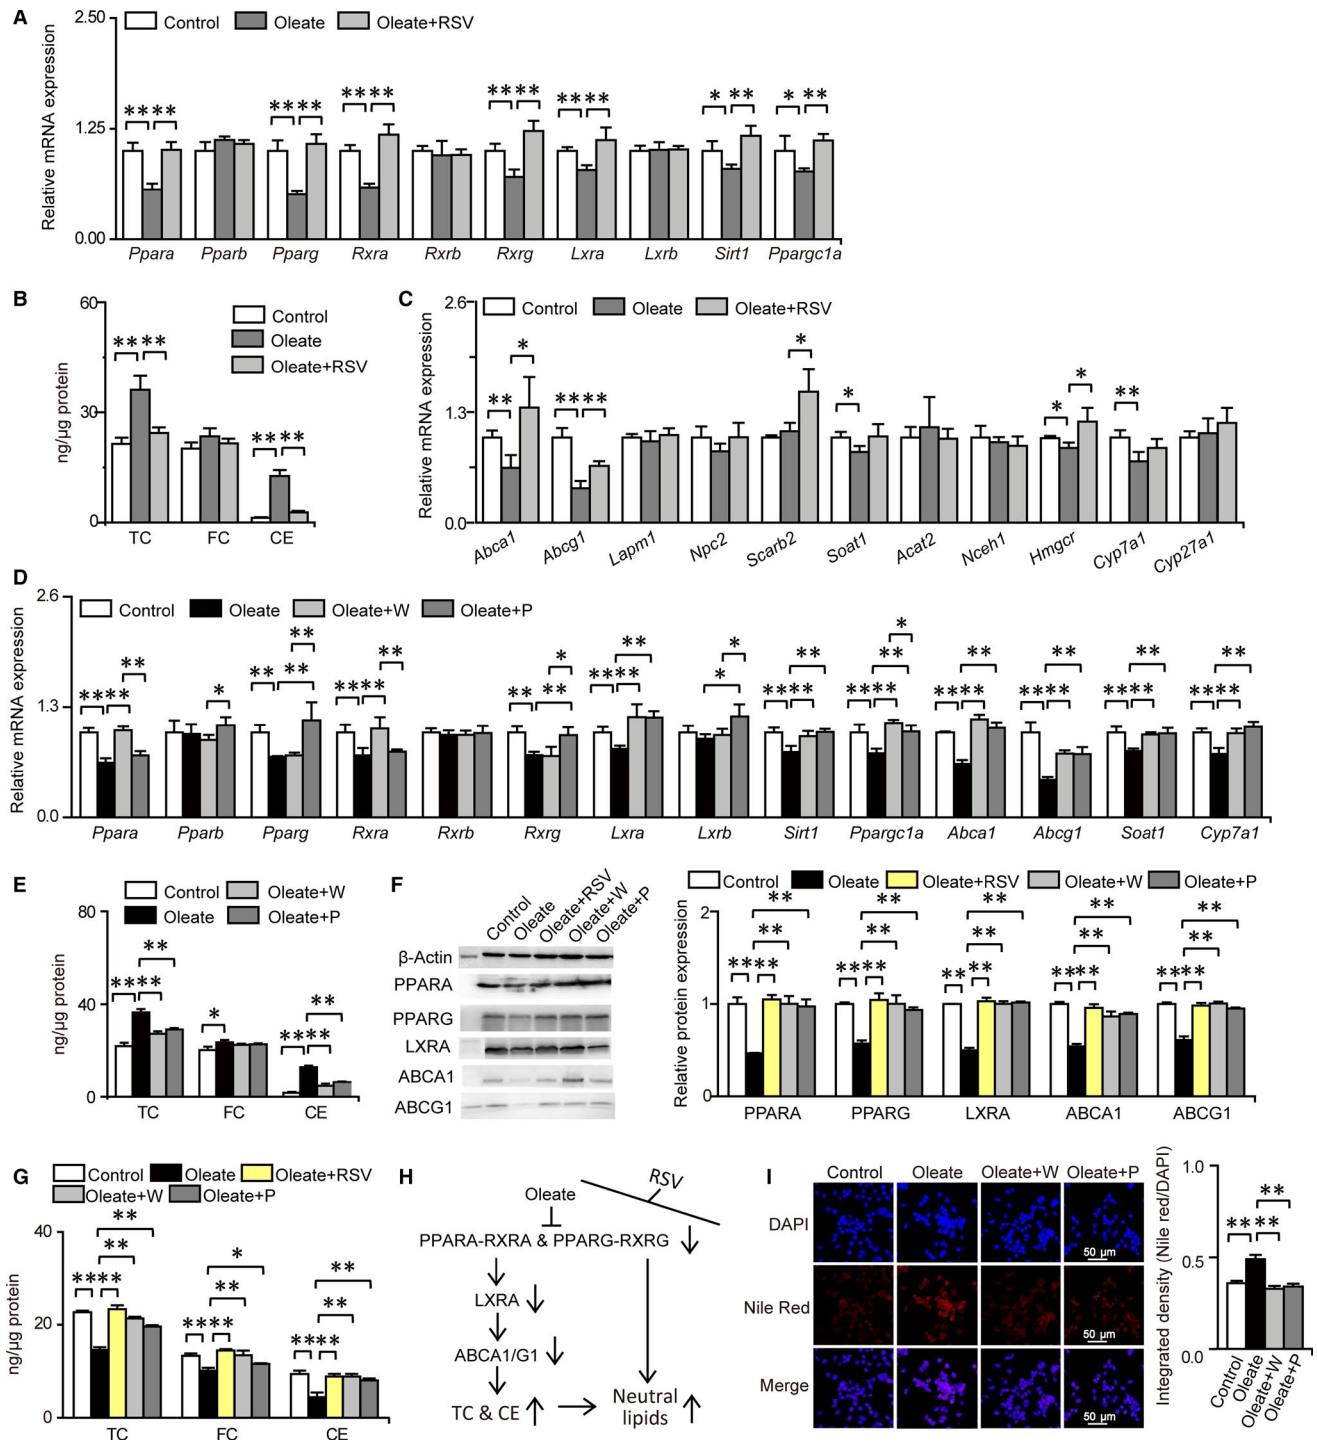 A
Relative mRNA expression
2.50
1.25
0.00
Control Oleate Oleate+RSV
** ** ** ** ** ** ** ** ** ** * ** * **
Ppara Pparb Pparg Rxra Rxrb Rxrg Lxra Lxrb Sirt1 Ppargc1a
B
ng/µg protein
60
30
0
Control
Oleate
Oleate+RSV
** **
** **
TC FC CE
C
Relative mRNA expression
2.6
1.3
0.0
Control Oleate Oleate+RSV
** * ** ** * * * * **
Abca1 Abcg1 Lapm1 Npc2 Scarb2 Soat1 Acat2 Nceh1 Hmgcr Cyp7a1 Cyp27a1
D
Relative mRNA expression
2.6
1.3
0.0
Control Oleate Oleate+W Oleate+P
Ppara Pparb Pparg Rxra Rxrb Rxrg Lxra Lxrb Sirt1 Ppargc1a Abca1 Abcg1 Soat1 Cyp7a1
E
ng/µg protein
80
40
0
Control Oleate+W
Oleate Oleate+P
**
** **
*
**
** **
TC FC CE
F
Control Oleate Oleate+RSV Oleate+W Oleate+P
β-Actin
PPARA
PPARG
LXRA
ABCA1
ABCG1
Control Oleate Oleate+RSV Oleate+W Oleate+P
Relative protein expression
2
1
0
** ** ** ** **
** ** ** ** **
** ** ** ** ** ** ** ** ** **
PPARA PPARG LXRA ABCA1 ABCG1
G
Control Oleate Oleate+RSV
Oleate+W Oleate+P
ng/µg protein
40
20
0
** * **
** ** **
** ** ** ** ** **
TC FC CE
H
RSV
Oleate
PPARA-RXRA & PPARG-RXRG
LXRA
ABCA1/G1
TC & CE
Neutral
lipids
I
Control Oleate Oleate+W Oleate+P
DAPI
50 µm
Nile Red
50 µm
Merge
50 µm
Integrated density (Nile red/DAPI)
1.0
0.5
0.0
**
** **
Control Oleate Oleate+W Oleate+P